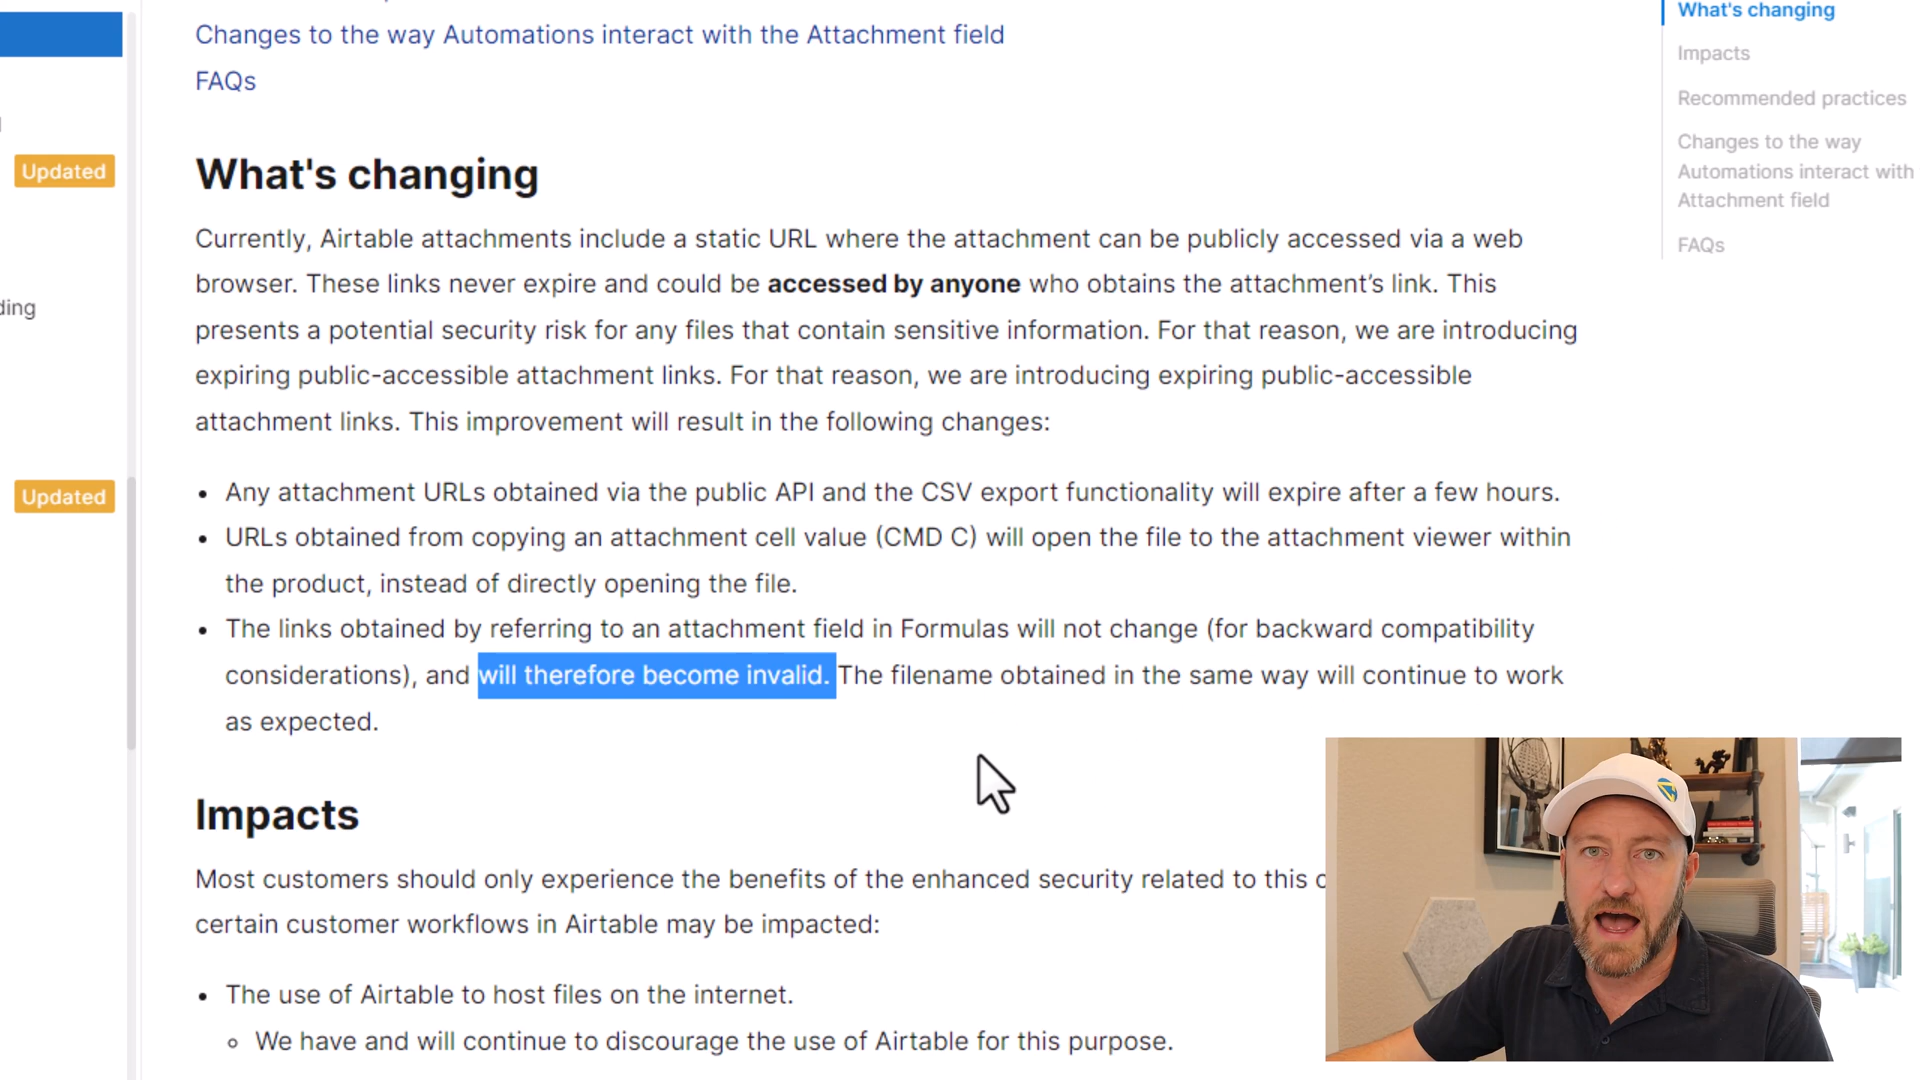 Changes to the way Automations interact with the Attachment field
FAQs
What's changing
Currently, Airtable attachments include a static URL where the attachment can be publicly accessed via a web
browser. These links never expire and could be accessed by anyone who obtains the attachment’s link. This
presents a potential security risk for any files that contain sensitive information. For that reason, we are introducing
expiring public-accessible attachment links. For that reason, we are introducing expiring public-accessible
attachment links. This improvement will result in the following changes:
• Any attachment URLs obtained via the public API and the CSV export functionality will expire after a few hours.
• URLs obtained from copying an attachment cell value (CMD C) will open the file to the attachment viewer within
the product, instead of directly opening the file.
• The links obtained by referring to an attachment field in Formulas will not change (for backward compatibility
considerations), and will therefore become invalid. The filename obtained in the same way will continue to work
as expected.
Impacts
Most customers should only experience the benefits of the enhanced security related to this
certain customer workflows in Airtable may be impacted:
• The use of Airtable to host files on the internet.
◦ We have and will continue to discourage the use of Airtable for this purpose.
Updated
ding
Updated
What's changing
Impacts
Recommended practices
Changes to the way
Automations interact with
Attachment field
FAQs